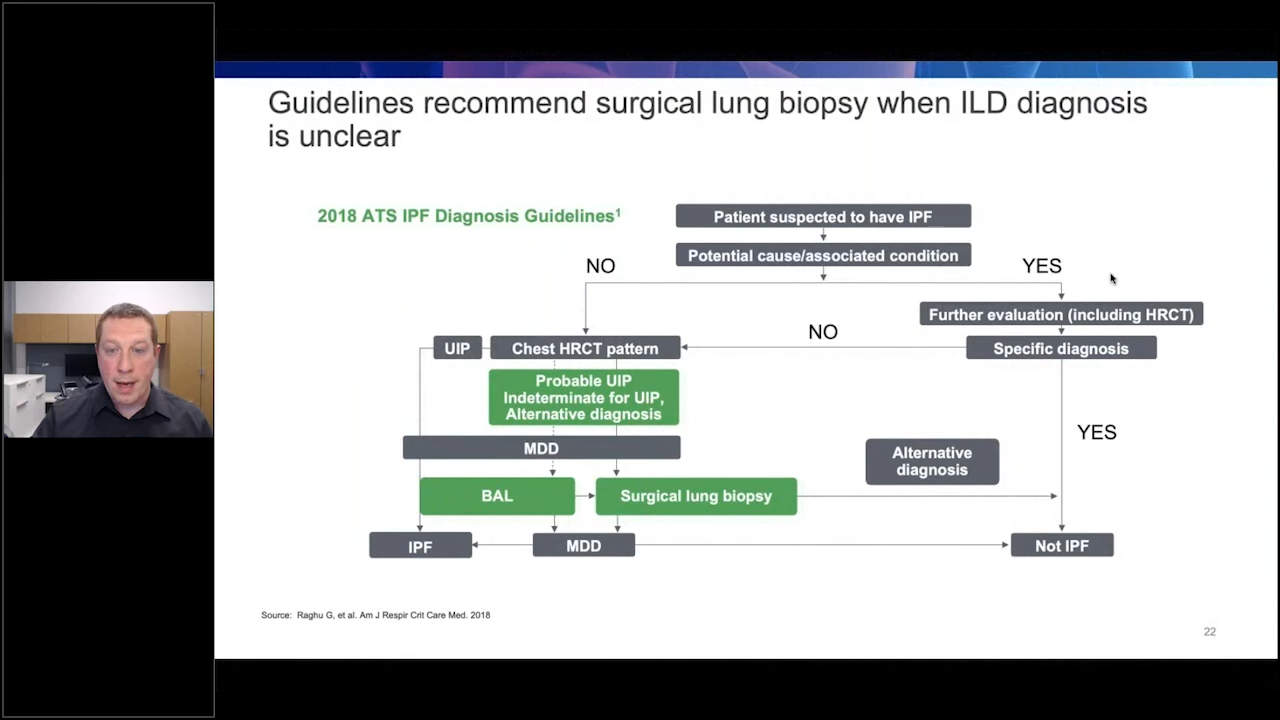 Guidelines recommend surgical lung biopsy when ILD diagnosis
is unclear
2018 ATS IPF Diagnosis Guidelines¹
Patient suspected to have IPF
Potential cause/associated condition
NO
YES
Further evaluation (including HRCT)
UIP
Chest HRCT pattern
NO
Specific diagnosis
Probable UIP
Indeterminate for UIP,
Alternative diagnosis
YES
MDD
Alternative
diagnosis
BAL
Surgical lung biopsy
IPF
MDD
Not IPF
Source: Raghu G, et al. Am J Respir Crit Care Med. 2018
22